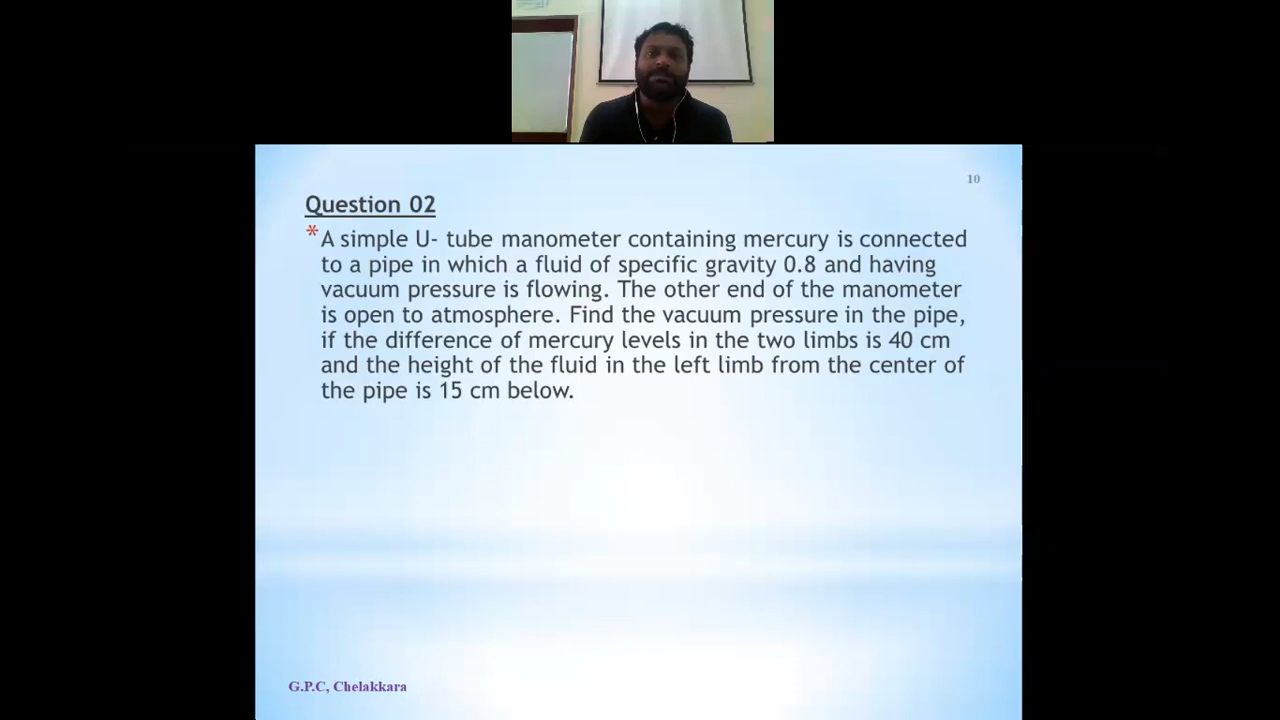 10
Question 02
* A simple U- tube manometer containing mercury is connected
to a pipe in which a fluid of specific gravity 0.8 and having
vacuum pressure is flowing. The other end of the manometer
is open to atmosphere. Find the vacuum pressure in the pipe,
if the difference of mercury levels in the two limbs is 40 cm
and the height of the fluid in the left limb from the center of
the pipe is 15 cm below.
G.P.C, Chelakkara